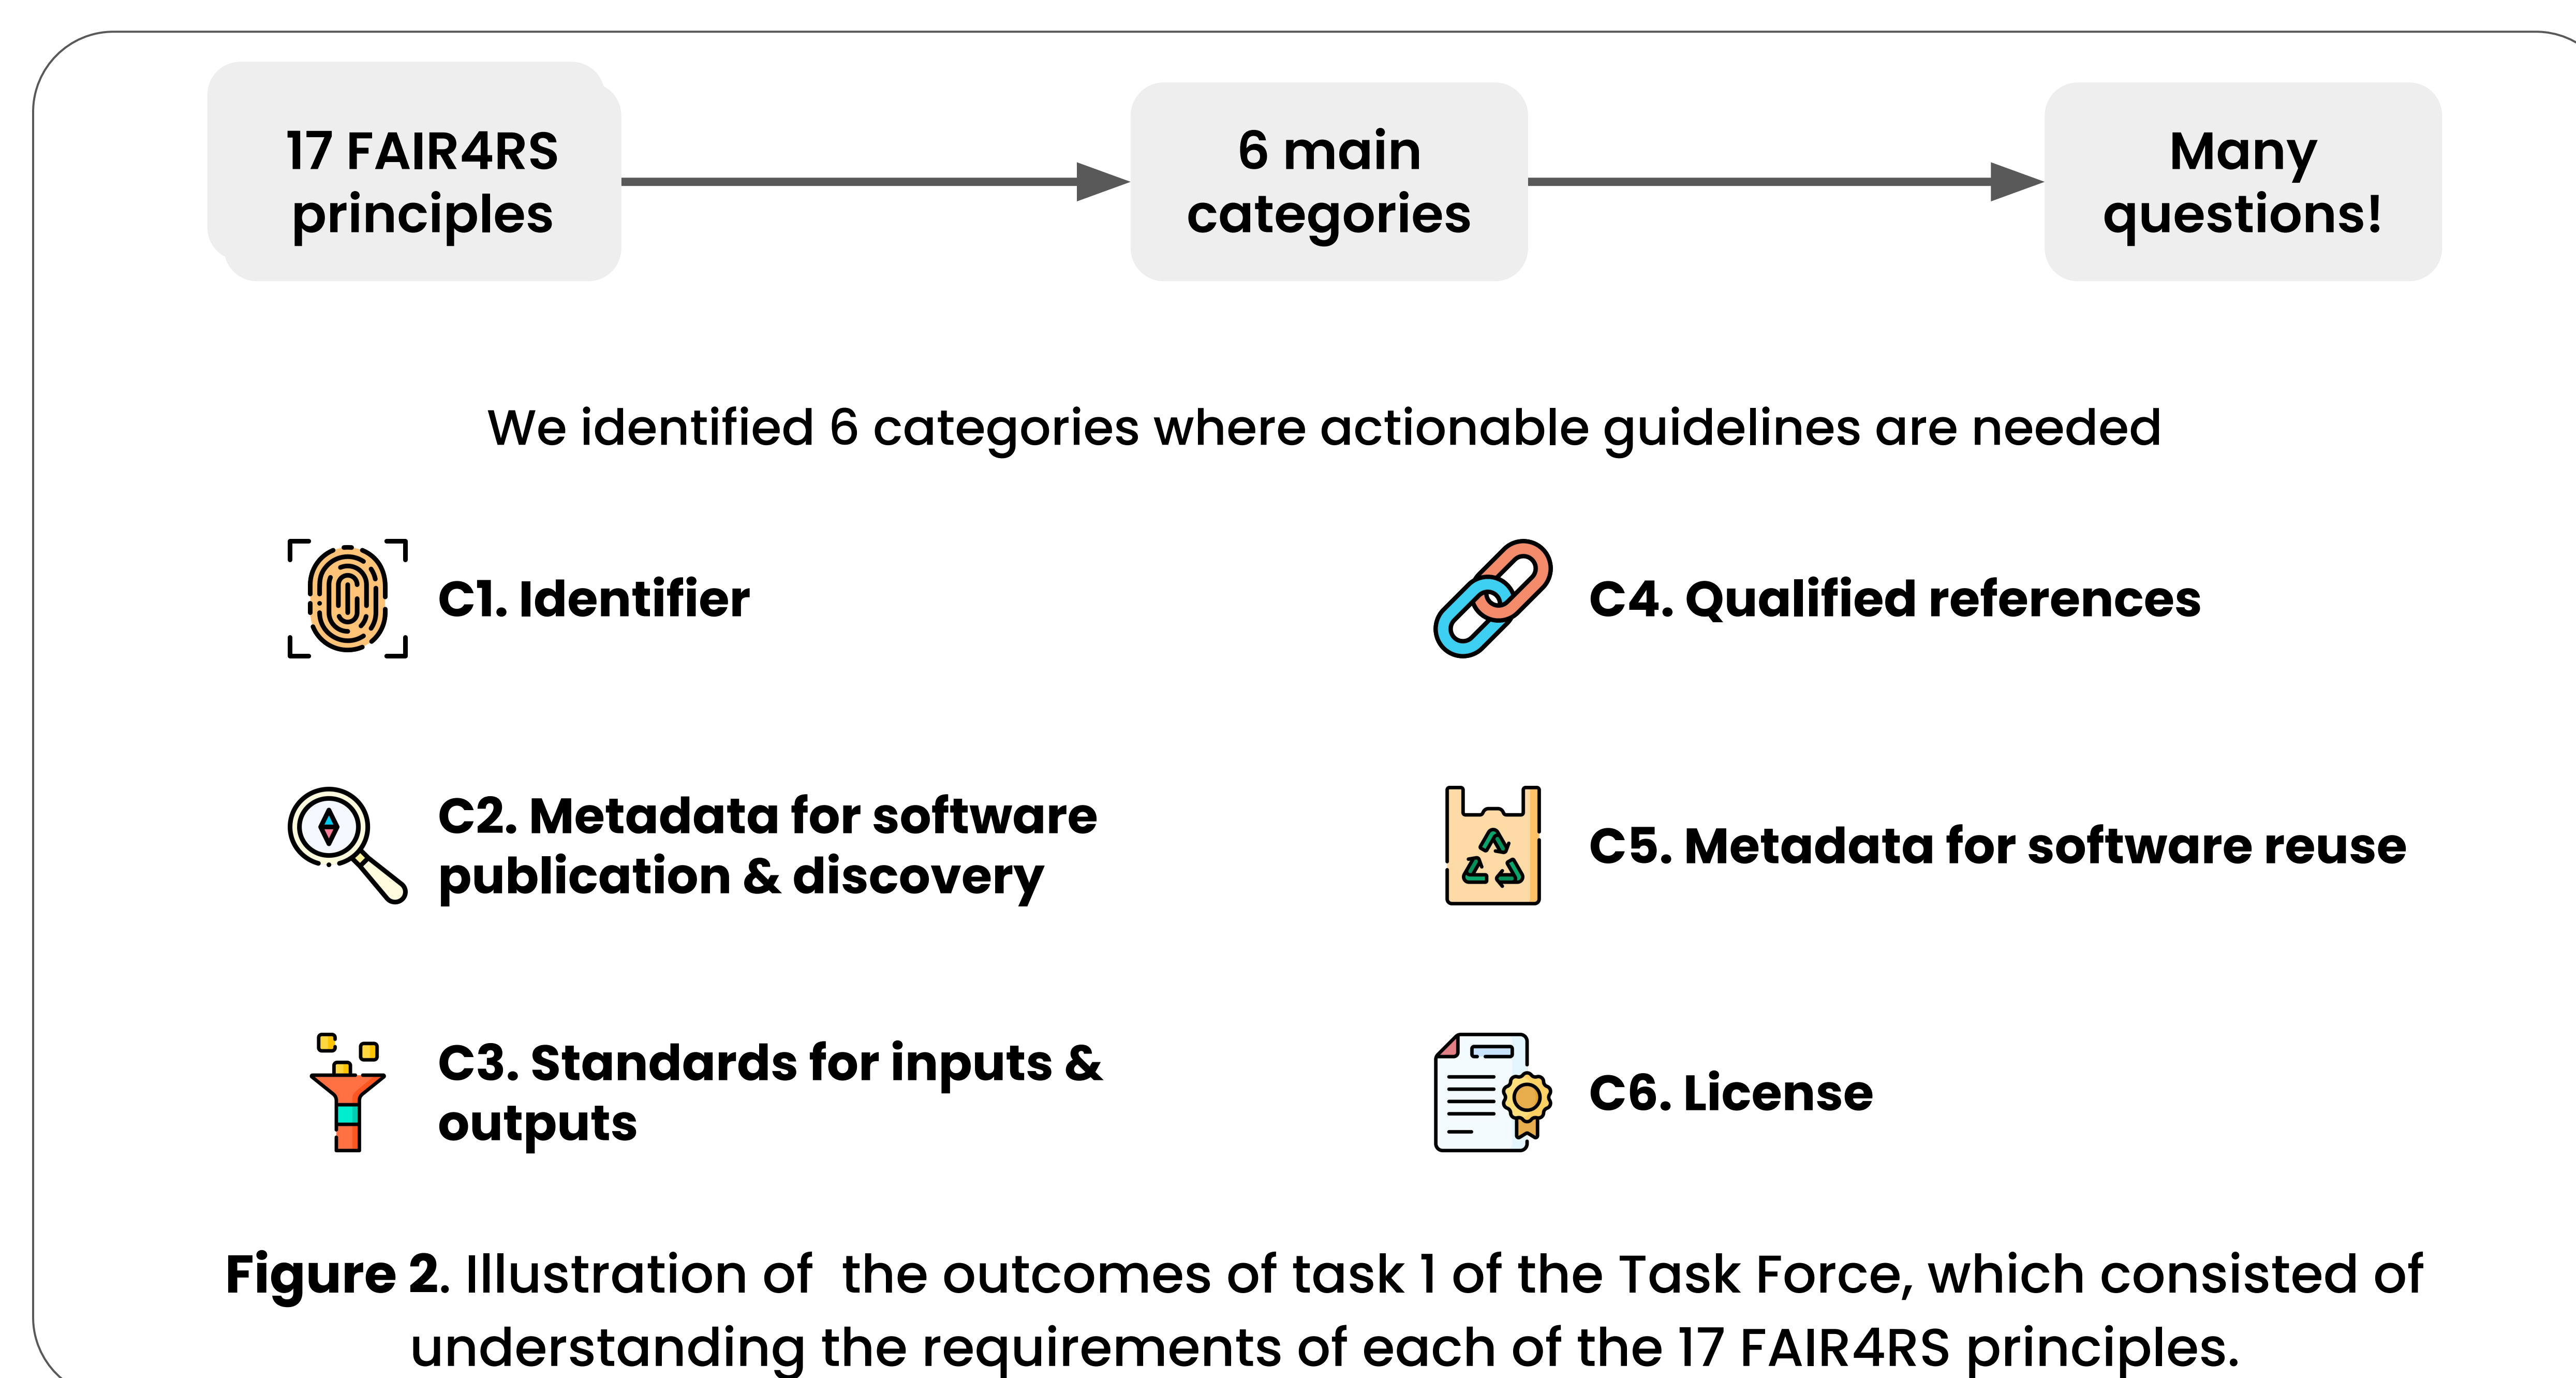 17 FAIR4RS
principles
6 main
categories
Many
questions!
We identified 6 categories where actionable guidelines are needed
C1. Identifier
C4. Qualified references
C2. Metadata for software
publication & discovery
C5. Metadata for software reuse
C3. Standards for inputs &
outputs
C6. License
Figure 2. Illustration of  the outcomes of task 1 of the Task Force, which consisted of
understanding the requirements of each of the 17 FAIR4RS principles.